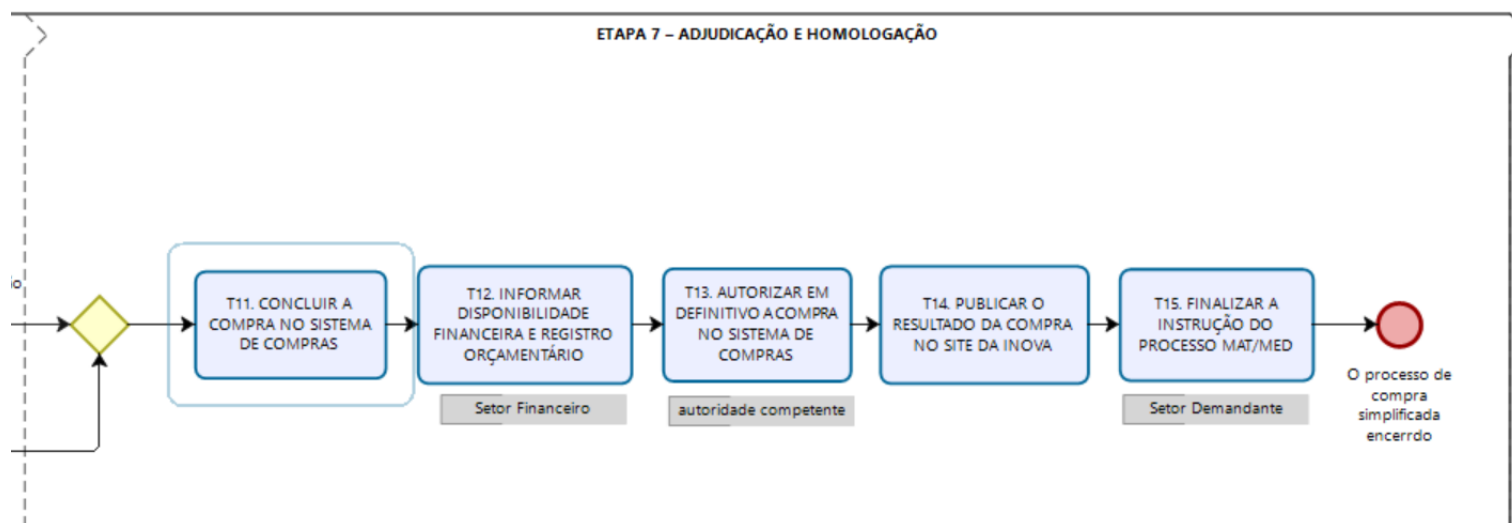 ETAPA 7 – ADJUDICAÇÃO E HOMOLOGAÇÃO
T11. CONCLUIR A
COMPRA NO SISTEMA
DE COMPRAS
T12. INFORMAR
DISPONIBILIDADE
FINANCEIRA E REGISTRO
ORÇAMENTÁRIO
Setor Financeiro
T13. AUTORIZAR EM
DEFINITIVO A COMPRA
NO SISTEMA DE
COMPRAS
autoridade competente
T14. PUBLICAR O
RESULTADO DA COMPRA
NO SITE DA INOVA
T15. FINALIZAR A
INSTRUÇÃO DO
PROCESSO MAT/MED
Setor Demandante
O processo de
compra
simplificada
encerrdo